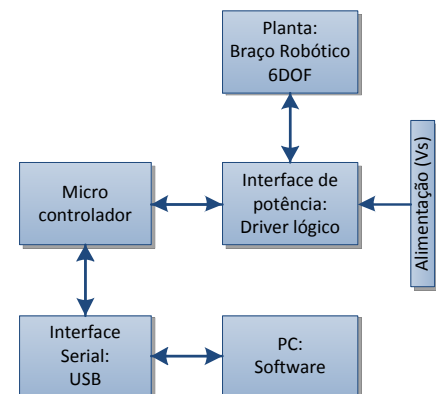 Planta:
Braço Robótico
6DOF
Micro
controlador
Interface de
potência:
Driver lógico
Alimentação (Vs)
Interface
Serial:
USB
PC:
Software